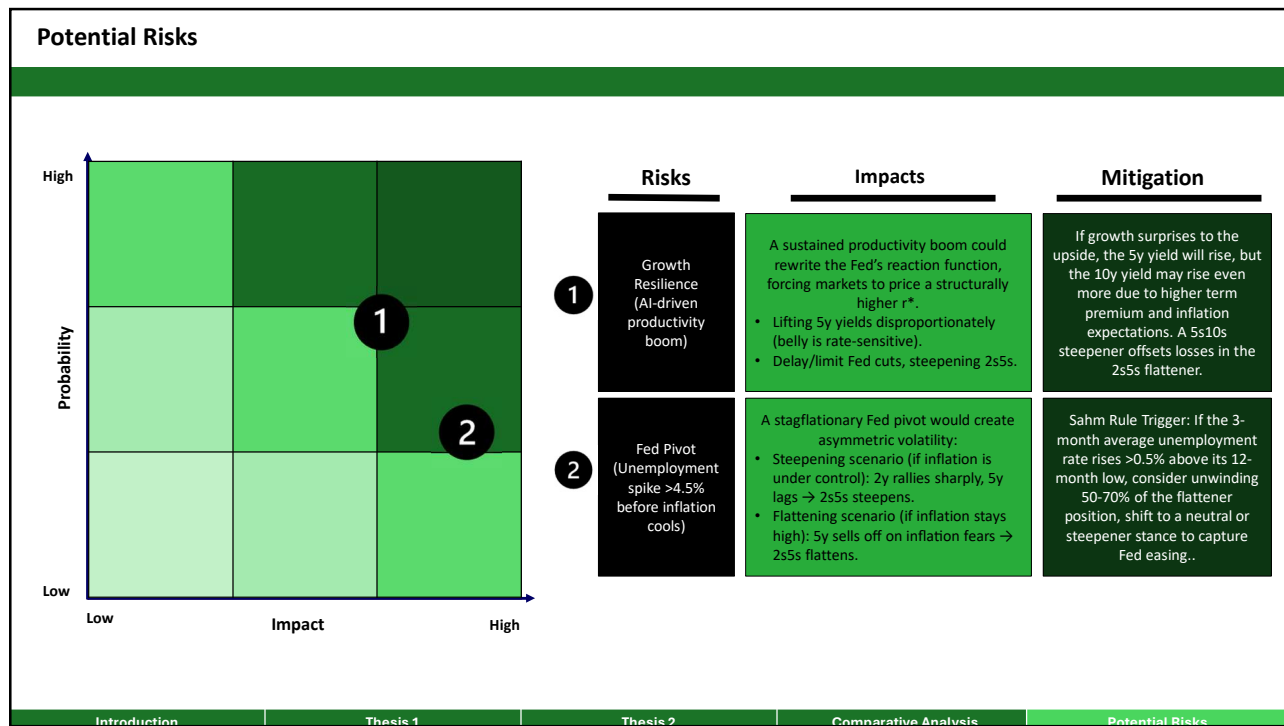 Potential Risks
High
Probability
Low
Low
Impact
High
1
2
Risks
Impacts
Mitigation
1
Growth
Resilience
(AI-driven
productivity
boom)
A sustained productivity boom could
rewrite the Fed's reaction function,
forcing markets to price a structurally
higher r*.
• Lifting 5y yields disproportionately
(belly is rate-sensitive).
• Delay/limit Fed cuts, steepening 2s5s.
If growth surprises to the
upside, the 5y yield will rise, but
the 10y yield may rise even
more due to higher term
premium and inflation
expectations. A 5s10s
steepener offsets losses in the
2s5s flattener.
2
Fed Pivot
(Unemployment
spike >4.5%
before inflation
cools)
A stagflationary Fed pivot would create
asymmetric volatility:
• Steepening scenario (if inflation is
under control): 2y rallies sharply, 5y
lags → 2s5s steepens.
• Flattening scenario (if inflation stays
high): 5y sells off on inflation fears →
2s5s flattens.
Sahm Rule Trigger: If the 3-
month average unemployment
rate rises >0.5% above its 12-
month low, consider unwinding
50-70% of the flattener
position, shift to a neutral or
steepener stance to capture
Fed easing..
Introduction
Thesis 1
Thesis 2
Comparative Analysis
Potential Risks